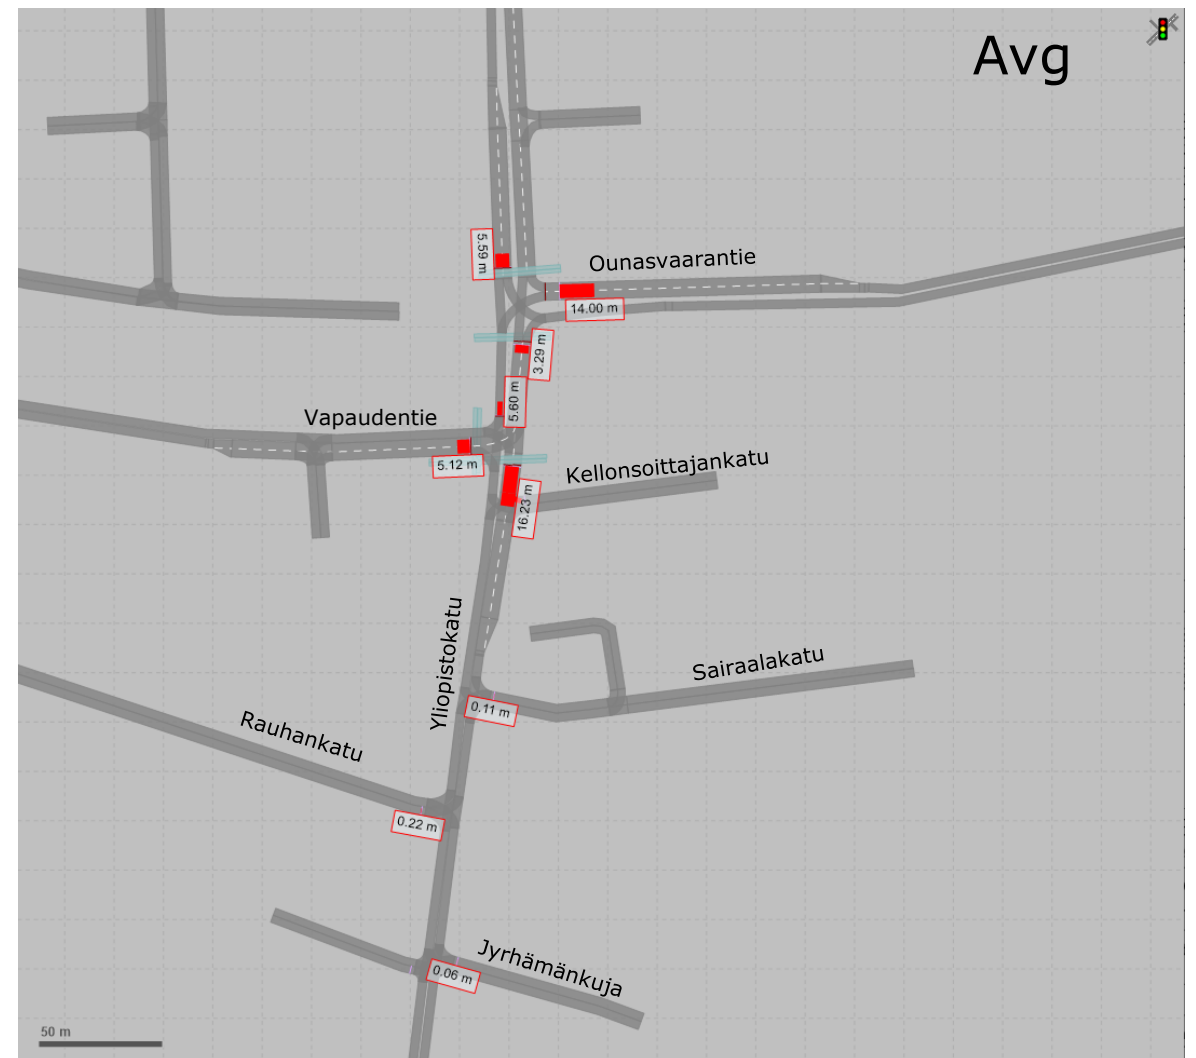 Avg
5.59 m
Ounasvaarantie
14.00 m
3.29 m
5.60 m
Vapaudentie
5.12 m
Kellonsoittajankatu
16.23 m
Yliopistokatu
Sairaalakatu
0.11 m
Rauhankatu
0.22 m
Jyrhämänkuja
0.06 m
50 m